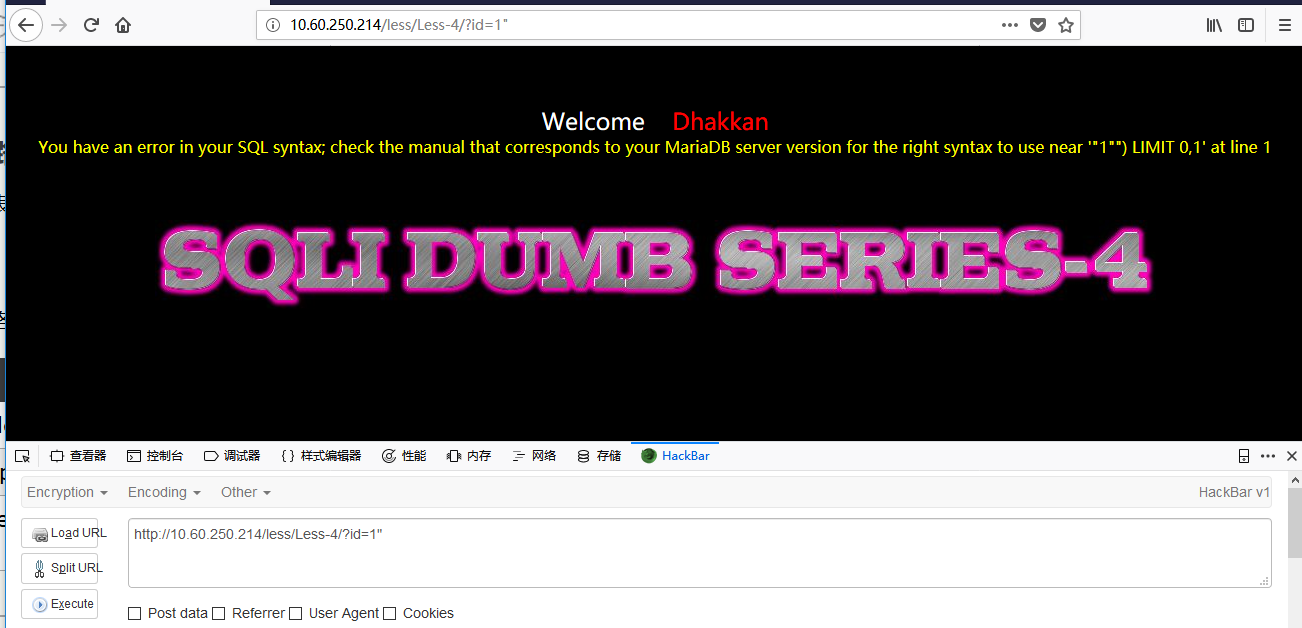 10.60.250.214/less/Less-4/?id=1"
Welcome Dhakkan
You have an error in your SQL syntax; check the manual that corresponds to your MariaDB server version for the right syntax to use near '"1"") LIMIT 0,1' at line 1
SQLI DUMB SERIES-4
查看器 控制台 调试器 {} 样式编辑器 性能 内存 网络 存储 HackBar
Encryption Encoding Other HackBar v1
Load URL http://10.60.250.214/less/Less-4/?id=1"
Split URL
Execute
Post data Referrer User Agent Cookies